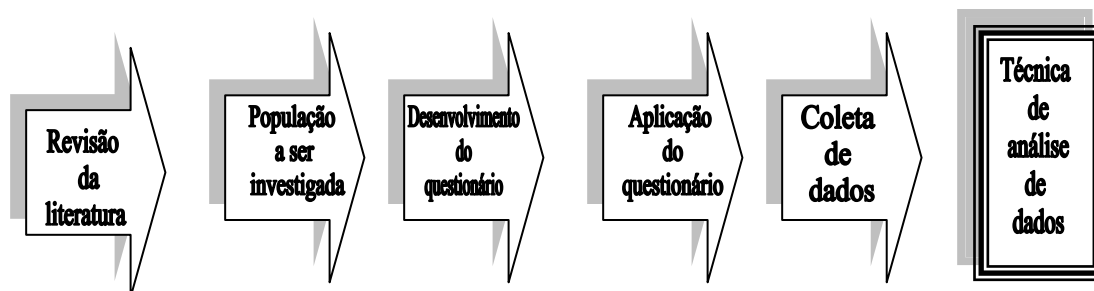 Revisão
da
literatura
População
a ser
investigada
Desenvolvimento
do
questionário
Aplicação
do
questionário
Coleta
de
dados
Técnica
de
análise
de
dados